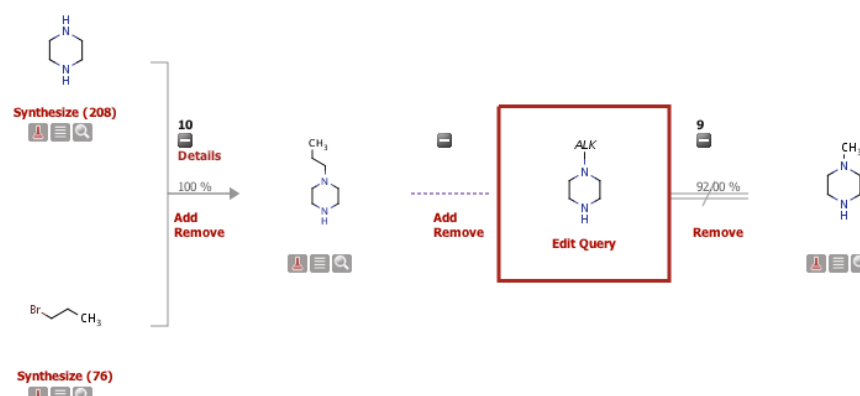 H
N
N
H
Synthesize (208)
10
Details
100 %
Add
Remove
CH3
N
N
H
Add
Remove
ALK
N
N
H
Edit Query
9
92.00 %
Remove
CH3
N
N
H
Br
CH3
Synthesize (76)